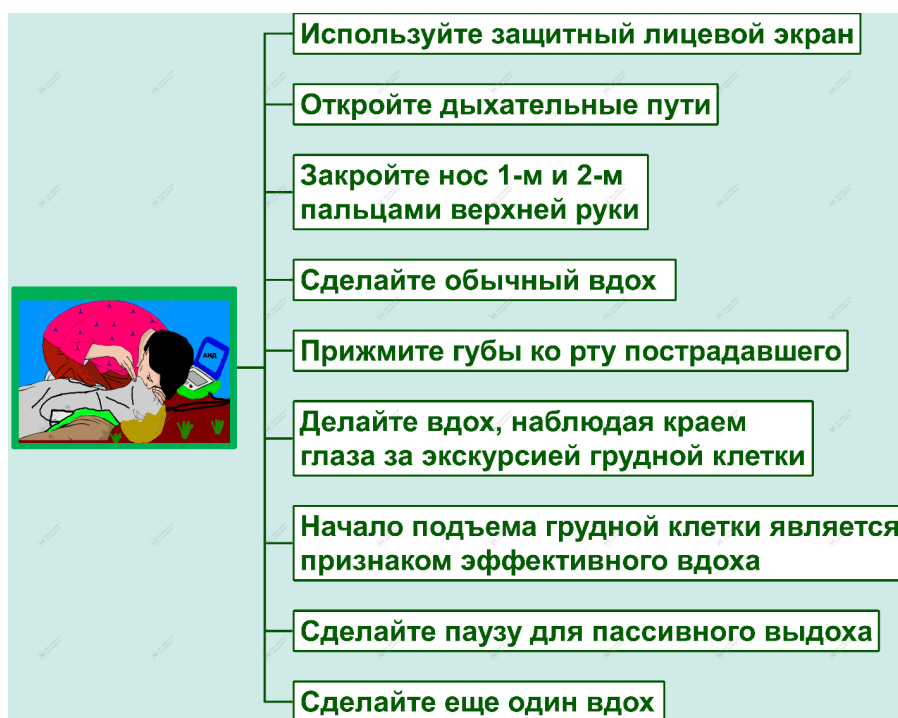 Используйте защитный лицевой экран
Откройте дыхательные пути
Закройте нос 1-м и 2-м
пальцами верхней руки
Сделайте обычный вдох
АНД
Прижмите губы ко рту пострадавшего
Делайте вдох, наблюдая краем
глаза за экскурсией грудной клетки
Начало подъема грудной клетки является
признаком эффективного вдоха
Сделайте паузу для пассивного выдоха
Сделайте еще один вдох